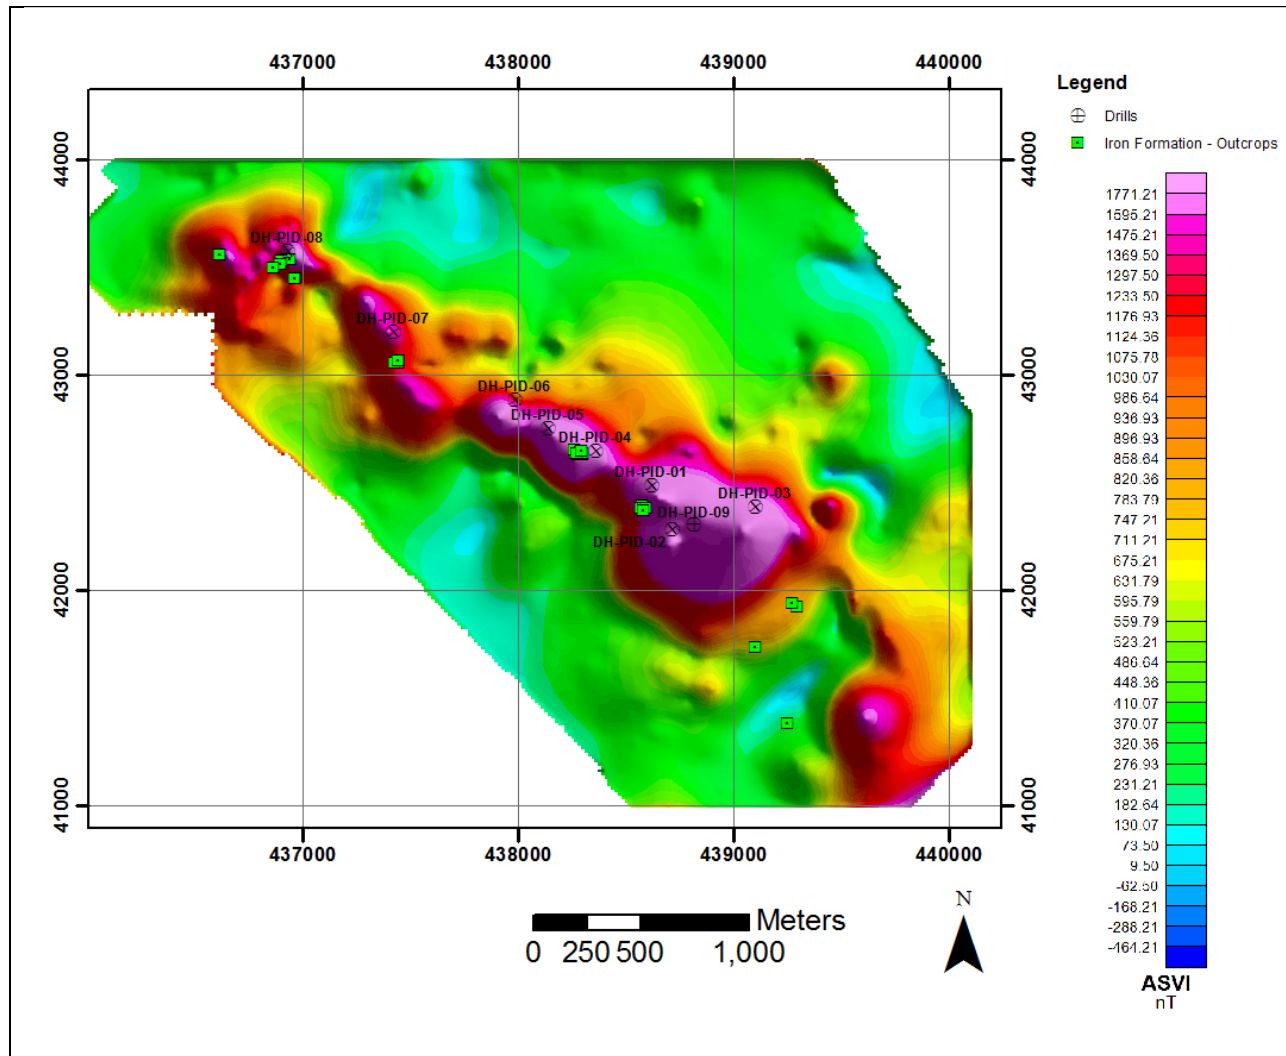 437000 438000 439000 440000
Legend
Drills
Iron Formation - Outcrops
44000 44000
43000 43000
42000 42000
41000 41000
DH-PID-08
DH-PID-07
DH-PID-06
DH-PID-05
DH-PID-04
DH-PID-01
DH-PID-03
DH-PID-09
DH-PID-02
1771.21
1595.21
1475.21
1369.50
1297.50
1233.50
1176.93
1124.36
1075.78
1030.07
986.64
936.93
896.93
858.64
820.36
783.79
747.21
711.21
675.21
631.79
595.79
559.79
523.21
486.64
448.36
410.07
370.07
320.36
276.93
231.21
182.64
130.07
73.50
9.50
-62.50
-168.21
-288.21
-464.21
ASVI
nT
437000 438000 439000 440000
Meters
0 250 500 1,000
N